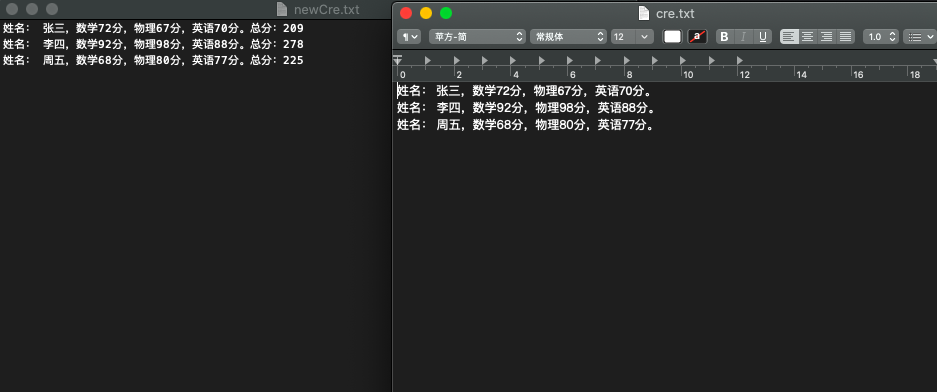 newCre.txt
姓名： 张三，数学72分，物理67分，英语70分。总分：209
姓名： 李四，数学92分，物理98分，英语88分。总分：278
姓名： 周五，数学68分，物理80分，英语77分。总分：225
cre.txt
¶ 苹方-简 常规体 12 a B I U 1.0
0 2 4 6 8 10 12 14 16 18
姓名： 张三，数学72分，物理67分，英语70分。
姓名： 李四，数学92分，物理98分，英语88分。
姓名： 周五，数学68分，物理80分，英语77分。